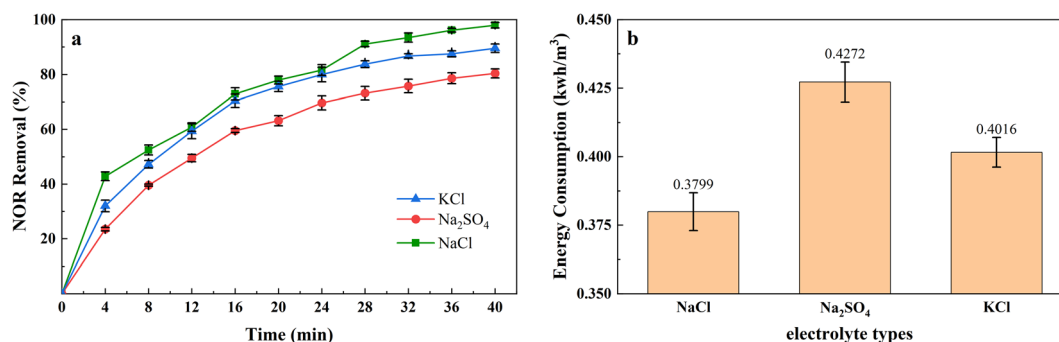 a
NOR Removal (%)
100
80
60
40
20
0 4 8 12 16 20 24 28 32 36 40
Time (min)
KCl
Na₂SO₄
NaCl
b
Energy Consumption (kwh/m³)
0.450
0.425
0.400
0.375
0.350
0.3799
0.4272
0.4016
NaCl Na₂SO₄ KCl
electrolyte types